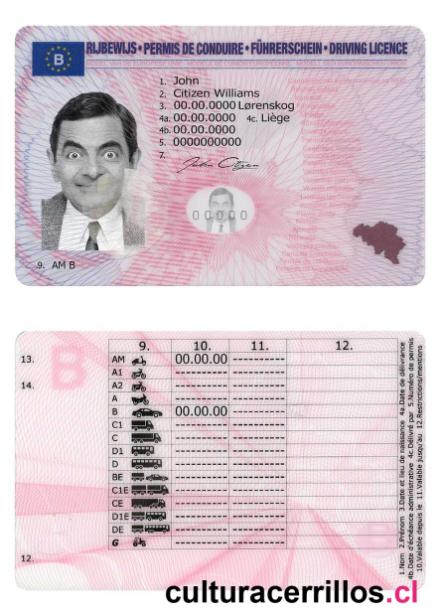 B
RIJBEWIJS • PERMIS DE CONDUIRE • FÜHRERSCHEIN • DRIVING LICENCE
1. John
2. Citizen Williams
3. 00.00.0000 Lørenskog
4a. 00.00.0000 4c. Liège
4b. 00.00.0000
5. 0000000000
7.
00000
9. AM B
B
9. 10. 11. 12.
13.
14.
AM 00.00.00 ----------
A1 ---------- ----------
A2 ---------- ----------
A ---------- ----------
B 00.00.00 ----------
C1 ---------- ----------
C ---------- ----------
D1 ---------- ----------
D ---------- ----------
BE ---------- ----------
C1E ---------- ----------
CE ---------- ----------
D1E ---------- ----------
DE ---------- ----------
G ---------- ----------
12.
1.Nom 2.Prénom 3.Date et lieu de naissance 4a.Date de délivrance
4b.Date d'échéance administrative 4c.Délivré par 5.Numéro de permis
10.Valable depuis le 11.Valable jusqu'au 12.Restrictions/mentions
culturacerrillos.cl